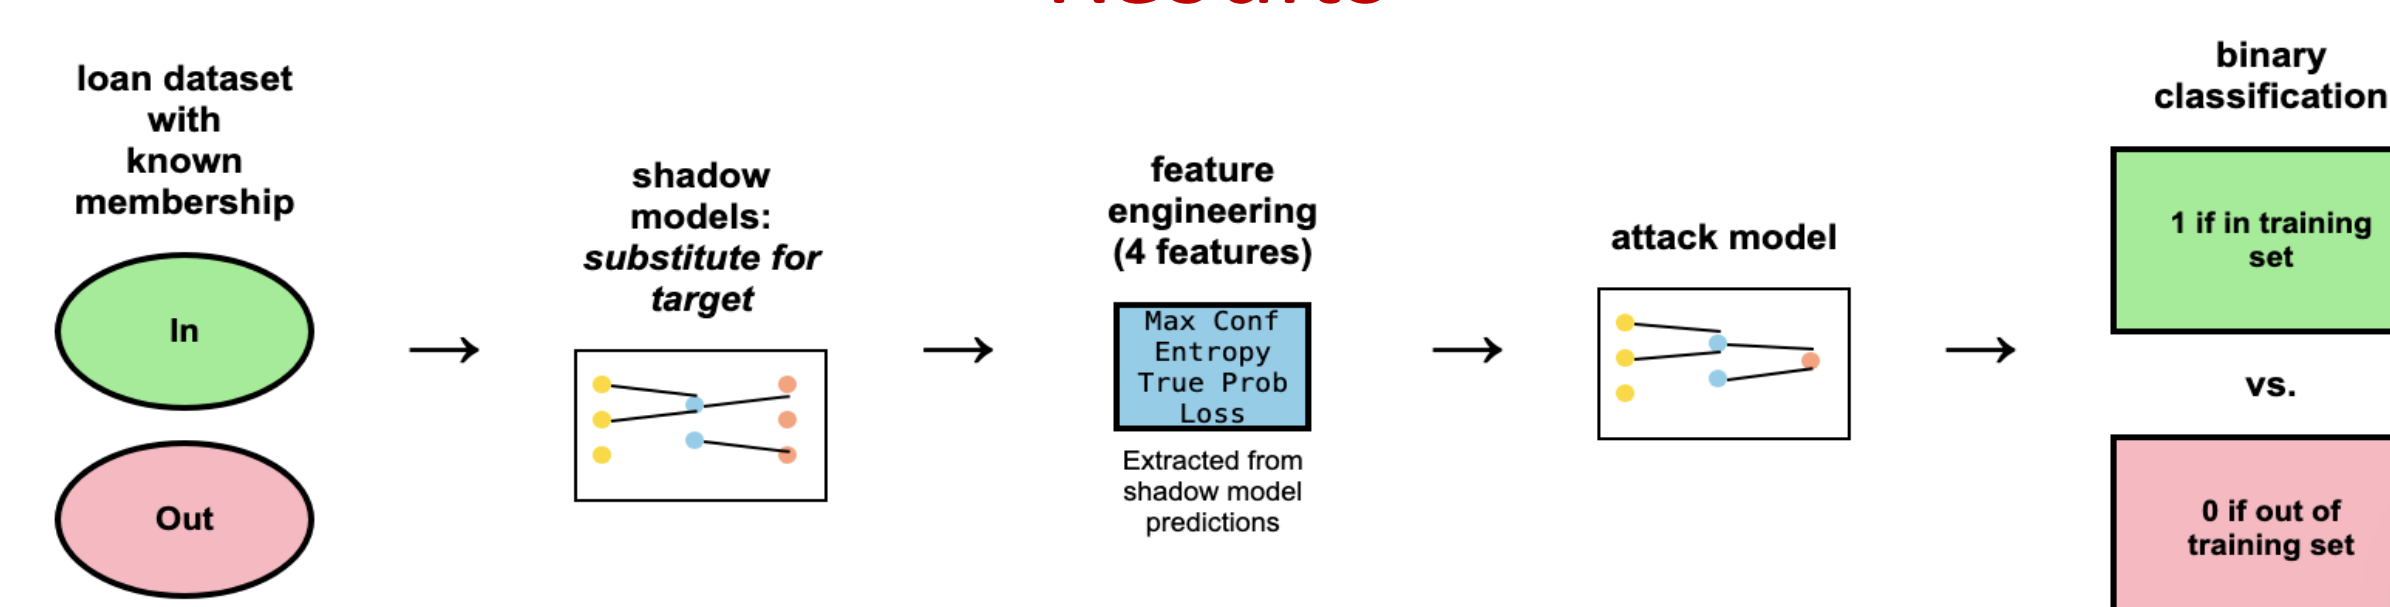 Results
loan dataset
with
known
membership
In
Out
shadow
models:
substitute for
target
feature
engineering
(4 features)
Max Conf
Entropy
True Prob
Loss
Extracted from
shadow model
predictions
attack model
binary
classification
1 if in training
set
vs.
0 if out of
training set